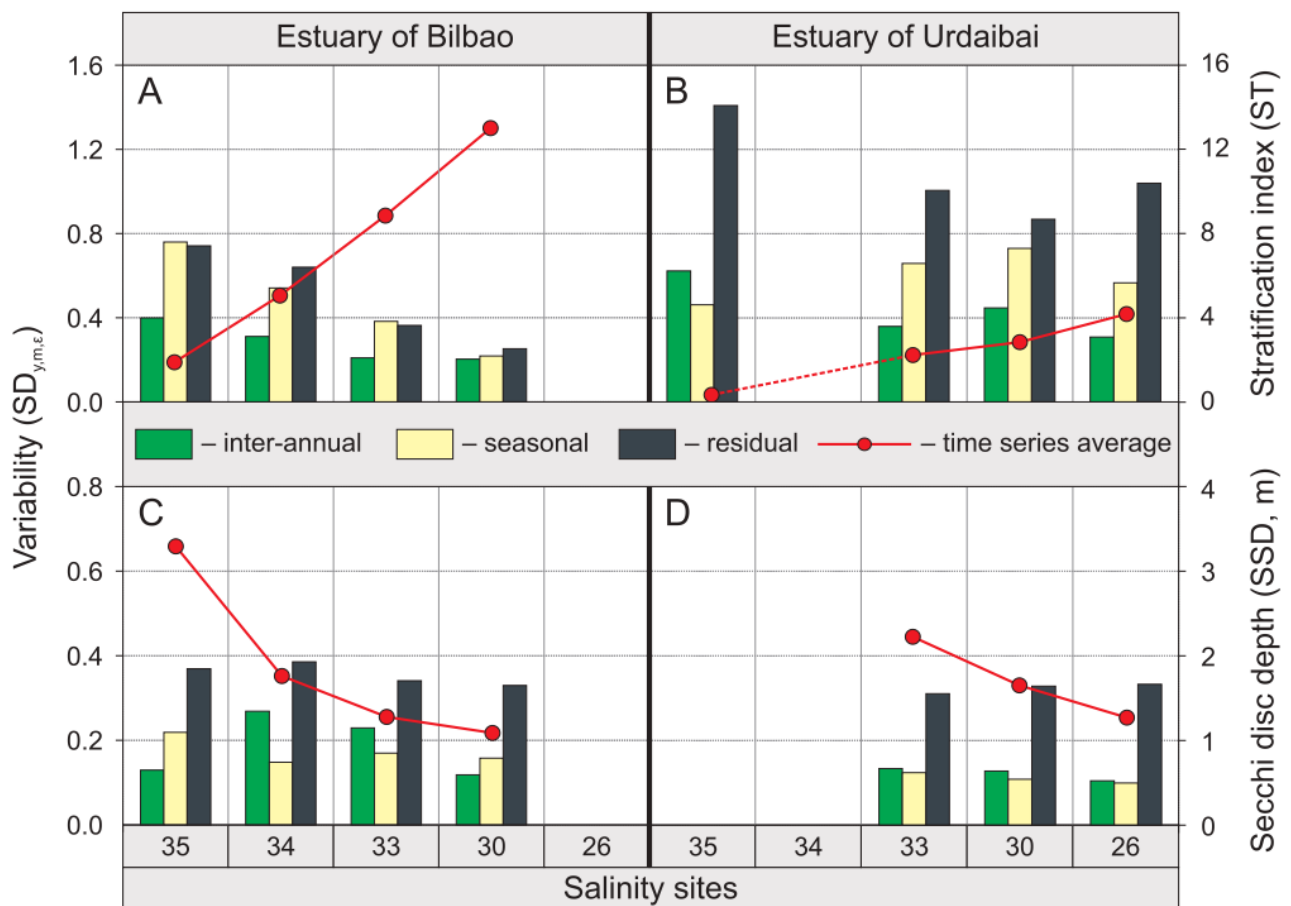 Estuary of Bilbao
Estuary of Urdaibai
1.6
1.2
0.8
0.4
0.0
A
B
16
12
8
4
0
Variability (SDy,m,ε)
Stratification index (ST)
– inter-annual – seasonal – residual – time series average
0.8
0.6
0.4
0.2
0.0
C
D
4
3
2
1
0
Secchi disc depth (SSD, m)
35 34 33 30 26 35 34 33 30 26
Salinity sites